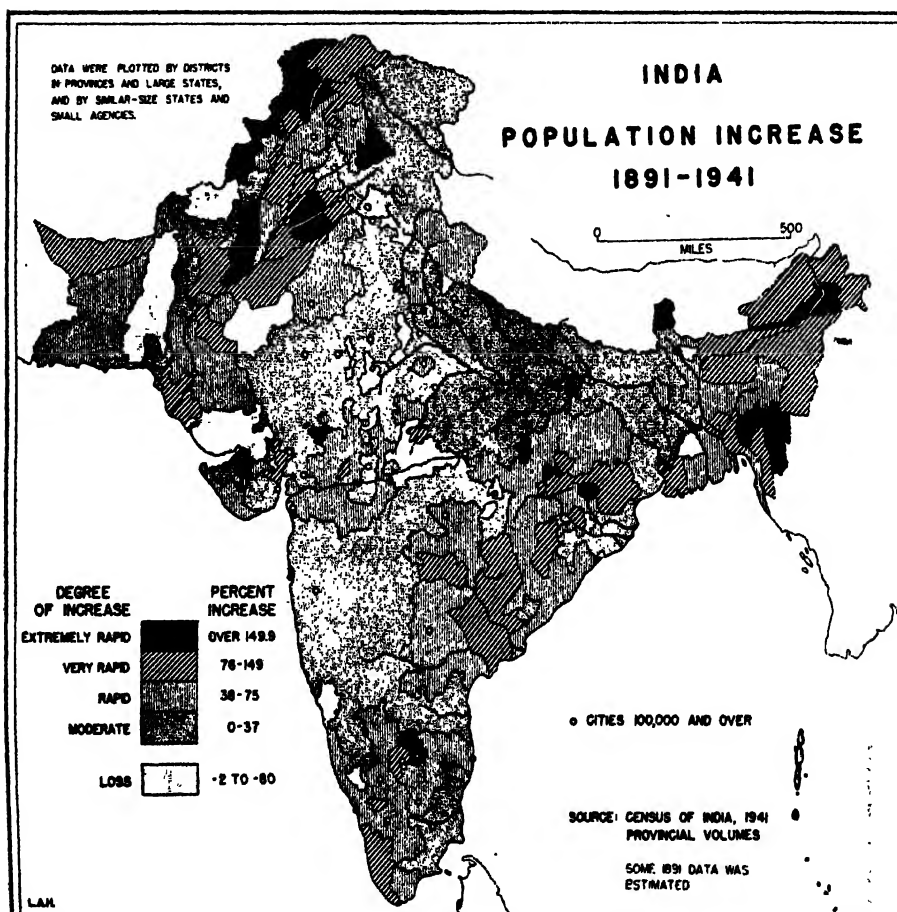 DATA WERE PLOTTED BY DISTRICTS
IN PROVINCES AND LARGE STATES,
AND BY SIMILAR-SIZE STATES AND
SMALL AGENCIES.
INDIA
POPULATION INCREASE
1891-1941
0 500
MILES
DEGREE OF INCREASE PERCENT INCREASE
EXTREMELY RAPID OVER 149.9
VERY RAPID 76-149
RAPID 38-75
MODERATE 0-37
LOSS -2 TO -80
CITIES 100,000 AND OVER
SOURCE: CENSUS OF INDIA, 1941
PROVINCIAL VOLUMES
SOME 1891 DATA WAS
ESTIMATED
L.A.H.